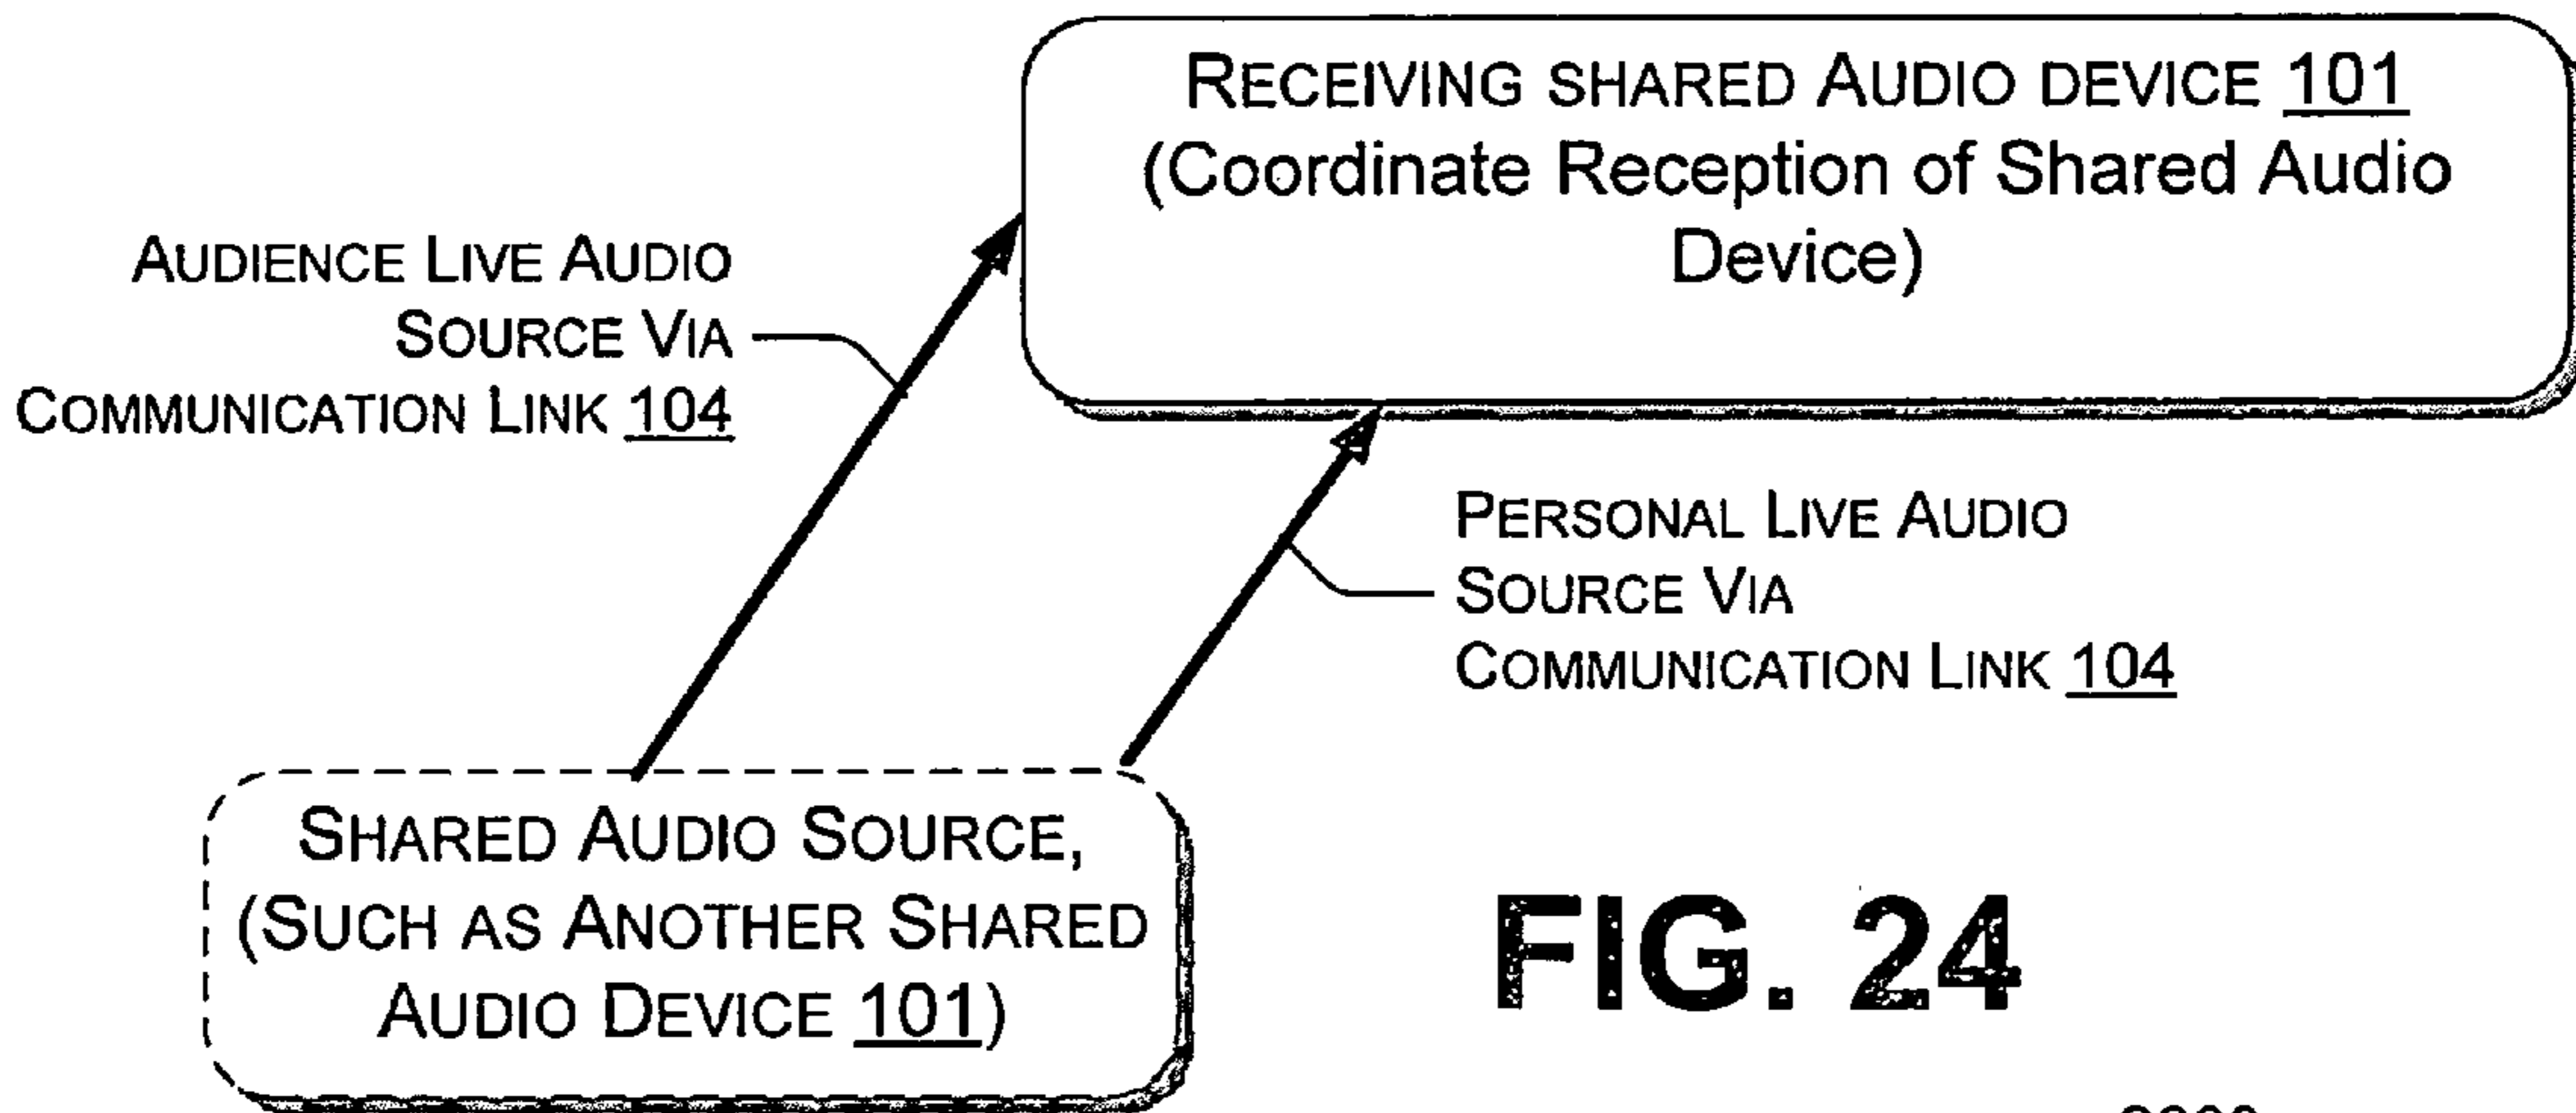 RECEIVING SHARED AUDIO DEVICE 101
(Coordinate Reception of Shared Audio
Device)
AUDIENCE LIVE AUDIO
SOURCE VIA
COMMUNICATION LINK 104
PERSONAL LIVE AUDIO
SOURCE VIA
COMMUNICATION LINK 104
SHARED AUDIO SOURCE,
(SUCH AS ANOTHER SHARED
AUDIO DEVICE 101)
FIG. 24